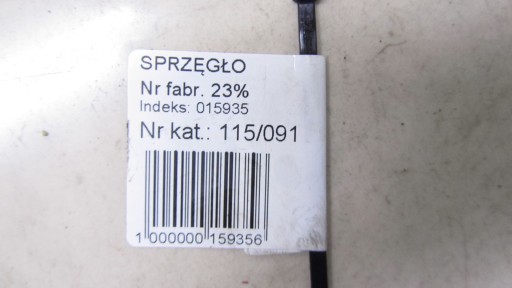 SPRZĘGŁO
Nr fabr. 23%
Indeks: 015935
Nr kat.: 115/091
1 000000 159356